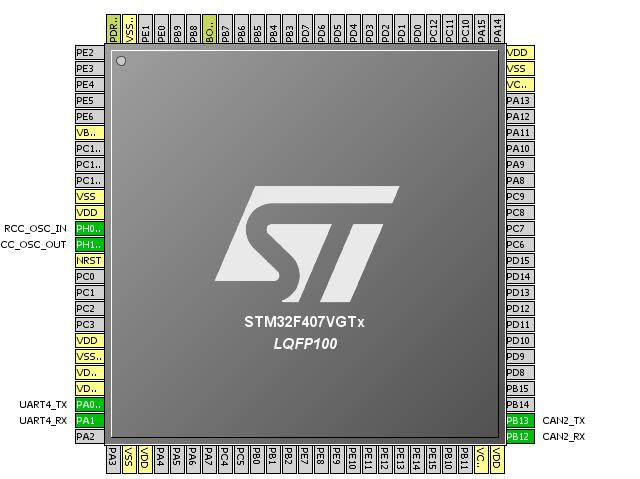 PDR.. VSS.. PE1 PE0 PB9 PB8 BO.. PB7 PB6 PB5 PB4 PB3 PD7 PD6 PD5 PD4 PD3 PD2 PD1 PD0 PC12 PC11 PC10 PA15 PA14
PE2 VDD
PE3 VSS
PE4 VC..
PE5 PA13
PE6 PA12
VB.. PA11
PC1.. PA10
PC1.. PA9
PC1.. PA8
VSS PC9
VDD PC8
RCC_OSC_IN PH0.. PC7
CC_OSC_OUT PH1.. PC6
NRST PD15
PC0 PD14
PC1 PD13
PC2 PD12
PC3 PD11
VDD PD10
VSS.. PD9
VD.. PD8
VD.. PB15
UART4_TX PA0.. PB14
UART4_RX PA1 PB13 CAN2_TX
PA2 PB12 CAN2_RX
ST
STM32F407VGTx
LQFP100
PA3 VSS VDD PA4 PA5 PA6 PA7 PC4 PC5 PB0 PB1 PB2 PE7 PE8 PE9 PE10 PE11 PE12 PE13 PE14 PE15 PB10 PB11 VC.. VDD